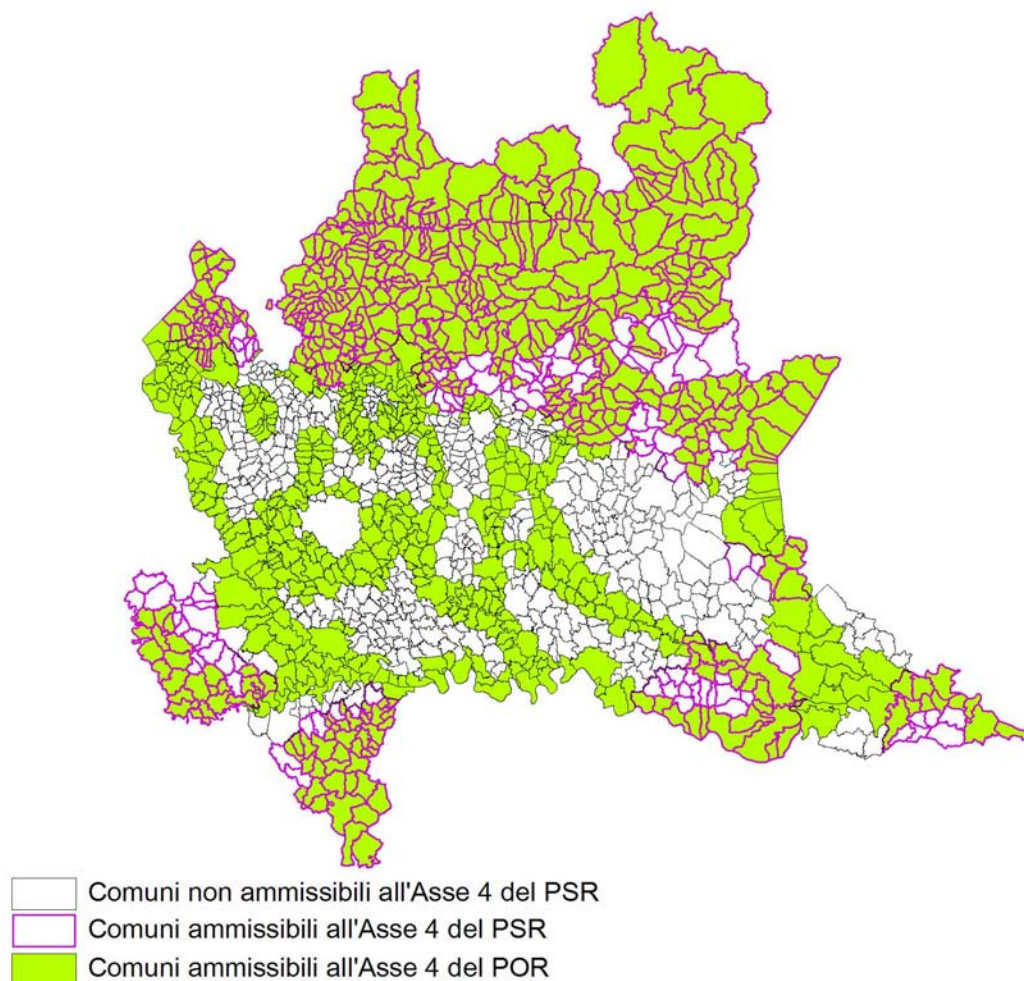 Comuni non ammissibili all'Asse 4 del PSR
Comuni ammissibili all'Asse 4 del PSR
Comuni ammissibili all'Asse 4 del POR